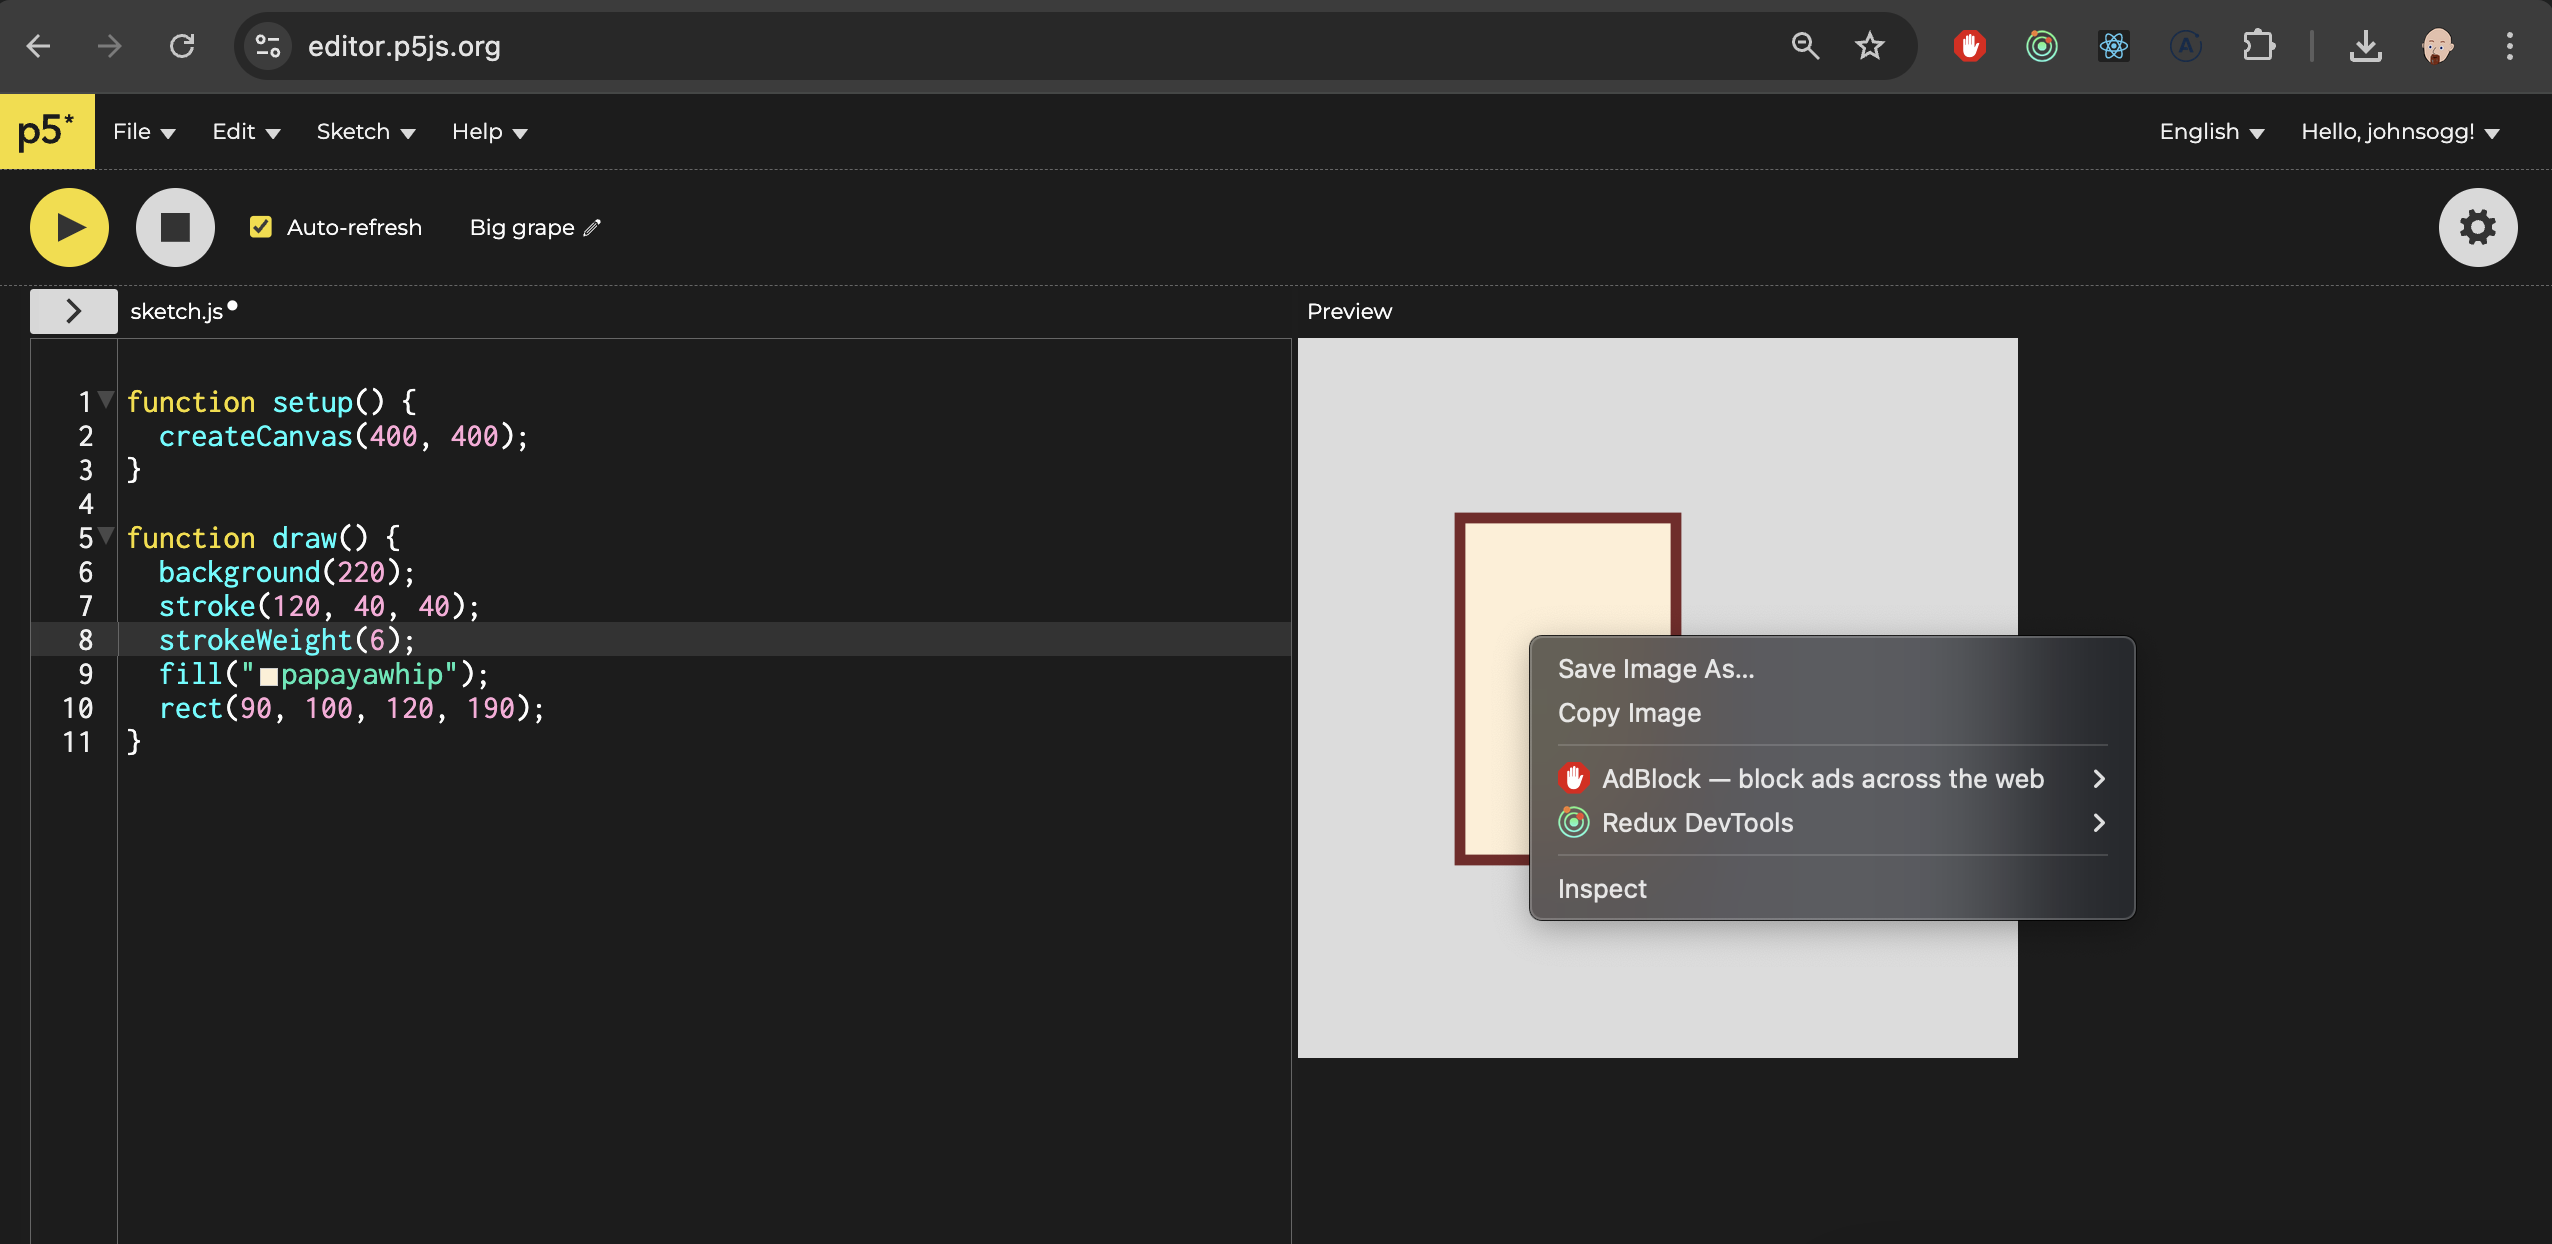 editor.p5js.org
p5*
File Edit Sketch Help English Hello, johnsogg!
Auto-refresh Big grape
sketch.js
Preview
1 function setup() {
2 createCanvas(400, 400);
3 }
4
5 function draw() {
6 background(220);
7 stroke(120, 40, 40);
8 strokeWeight(6);
9 fill("papayawhip");
10 rect(90, 100, 120, 190);
11 }
Save Image As...
Copy Image
AdBlock — block ads across the web
Redux DevTools
Inspect